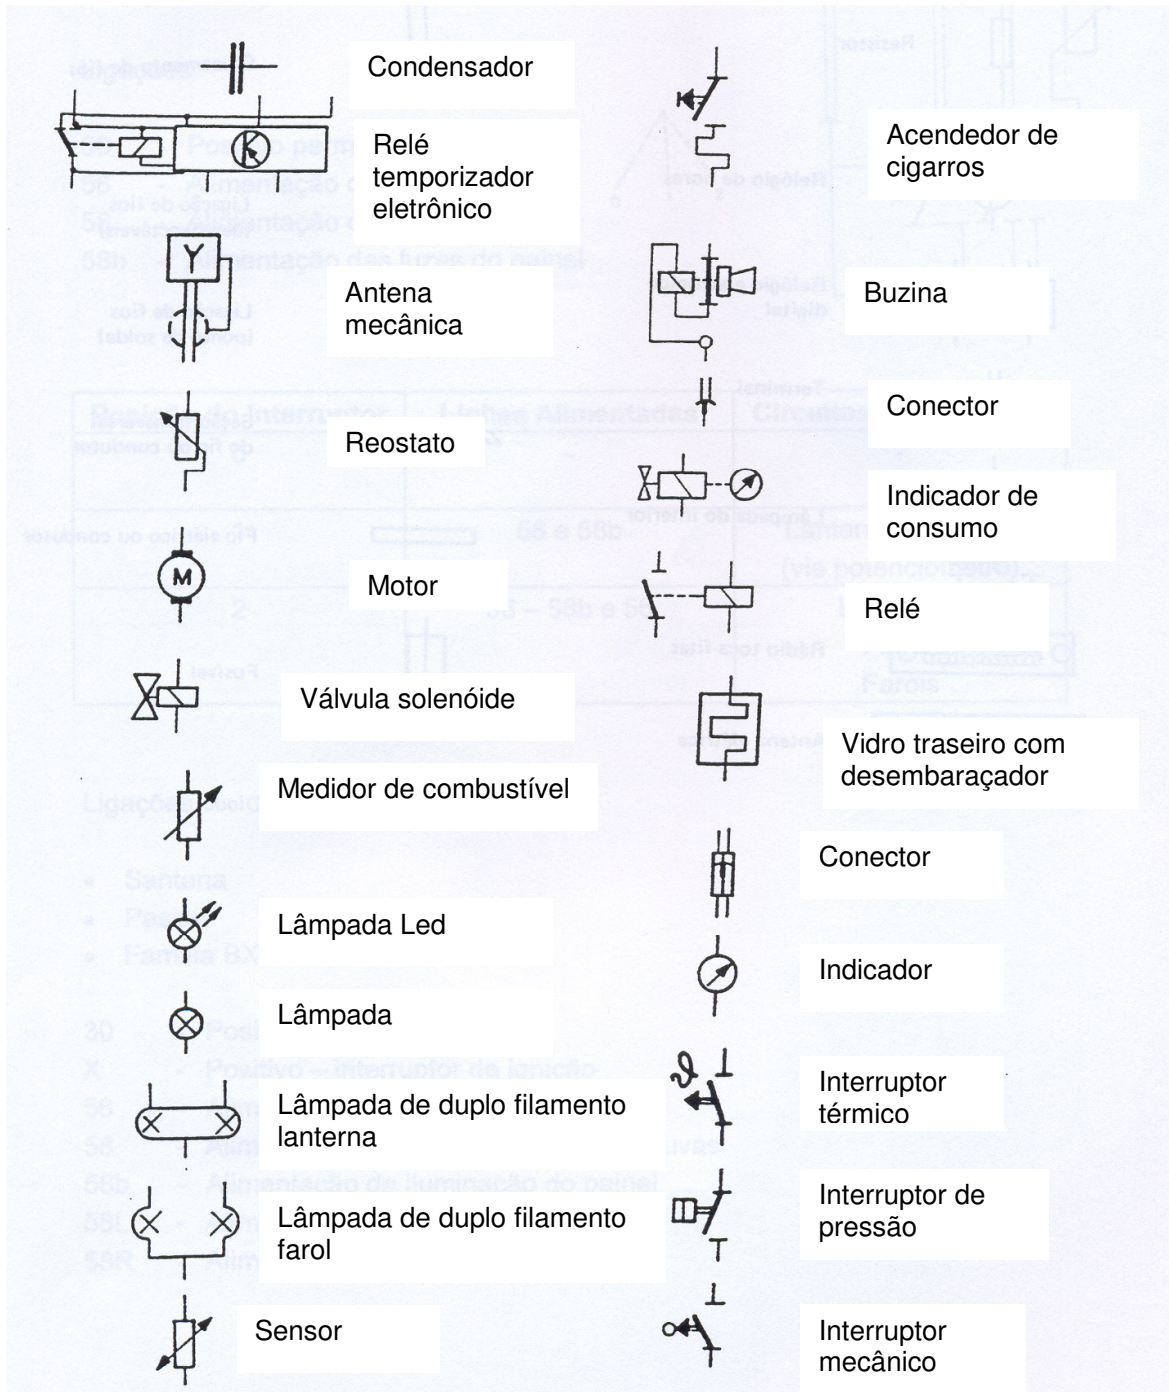 Condensador
Relé
temporizador
eletrônico
Antena
mecânica
Reostato
M
Motor
Válvula solenóide
Medidor de combustível
Lâmpada Led
Lâmpada
Lâmpada de duplo filamento
lanterna
Lâmpada de duplo filamento
farol
Sensor
Acendedor de
cigarros
Buzina
Conector
Indicador de
consumo
Relé
Vidro traseiro com
desembaraçador
Conector
Indicador
Interruptor
térmico
Interruptor de
pressão
Interruptor
mecânico